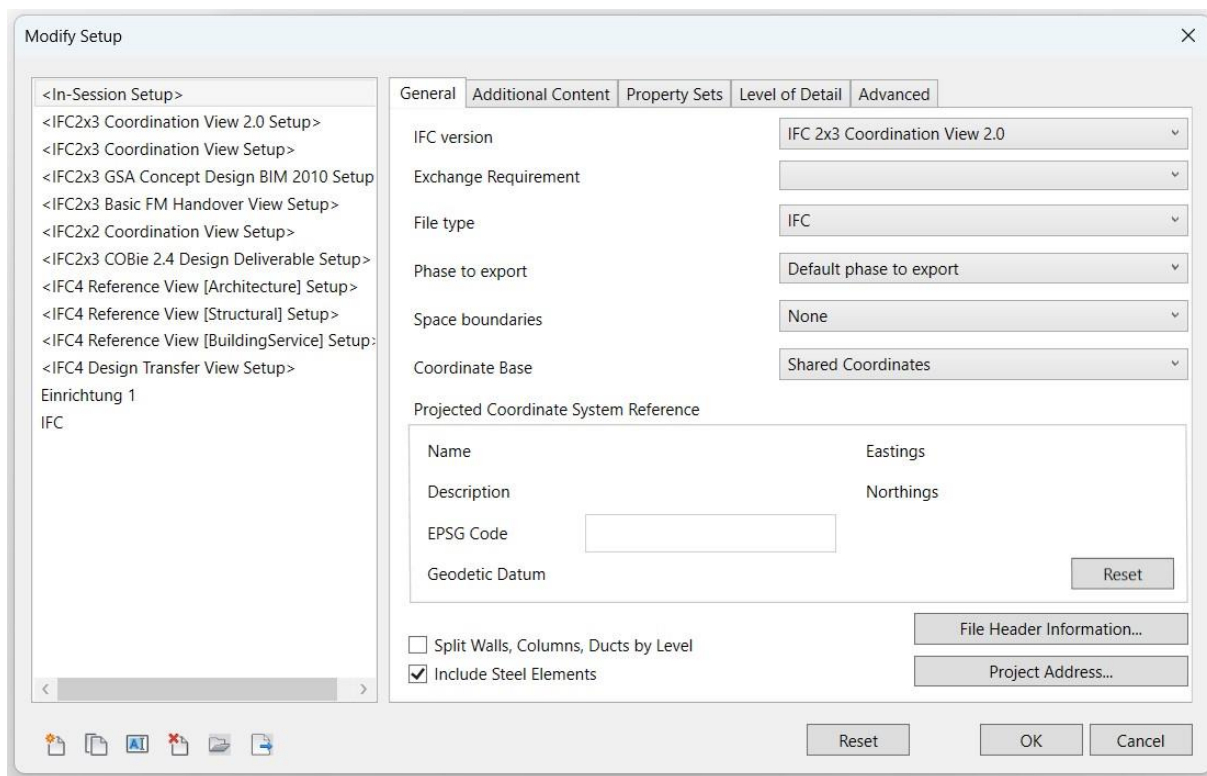 Modify Setup
<In-Session Setup>
<IFC2x3 Coordination View 2.0 Setup>
<IFC2x3 Coordination View Setup>
<IFC2x3 GSA Concept Design BIM 2010 Setup
<IFC2x3 Basic FM Handover View Setup>
<IFC2x2 Coordination View Setup>
<IFC2x3 COBie 2.4 Design Deliverable Setup>
<IFC4 Reference View [Architecture] Setup>
<IFC4 Reference View [Structural] Setup>
<IFC4 Reference View [BuildingService] Setup>
<IFC4 Design Transfer View Setup>
Einrichtung 1
IFC
General Additional Content Property Sets Level of Detail Advanced
IFC version IFC 2x3 Coordination View 2.0
Exchange Requirement
File type IFC
Phase to export Default phase to export
Space boundaries None
Coordinate Base Shared Coordinates
Projected Coordinate System Reference
Name Eastings
Description Northings
EPSG Code
Geodetic Datum Reset
Split Walls, Columns, Ducts by Level
Include Steel Elements
File Header Information...
Project Address...
Reset OK Cancel